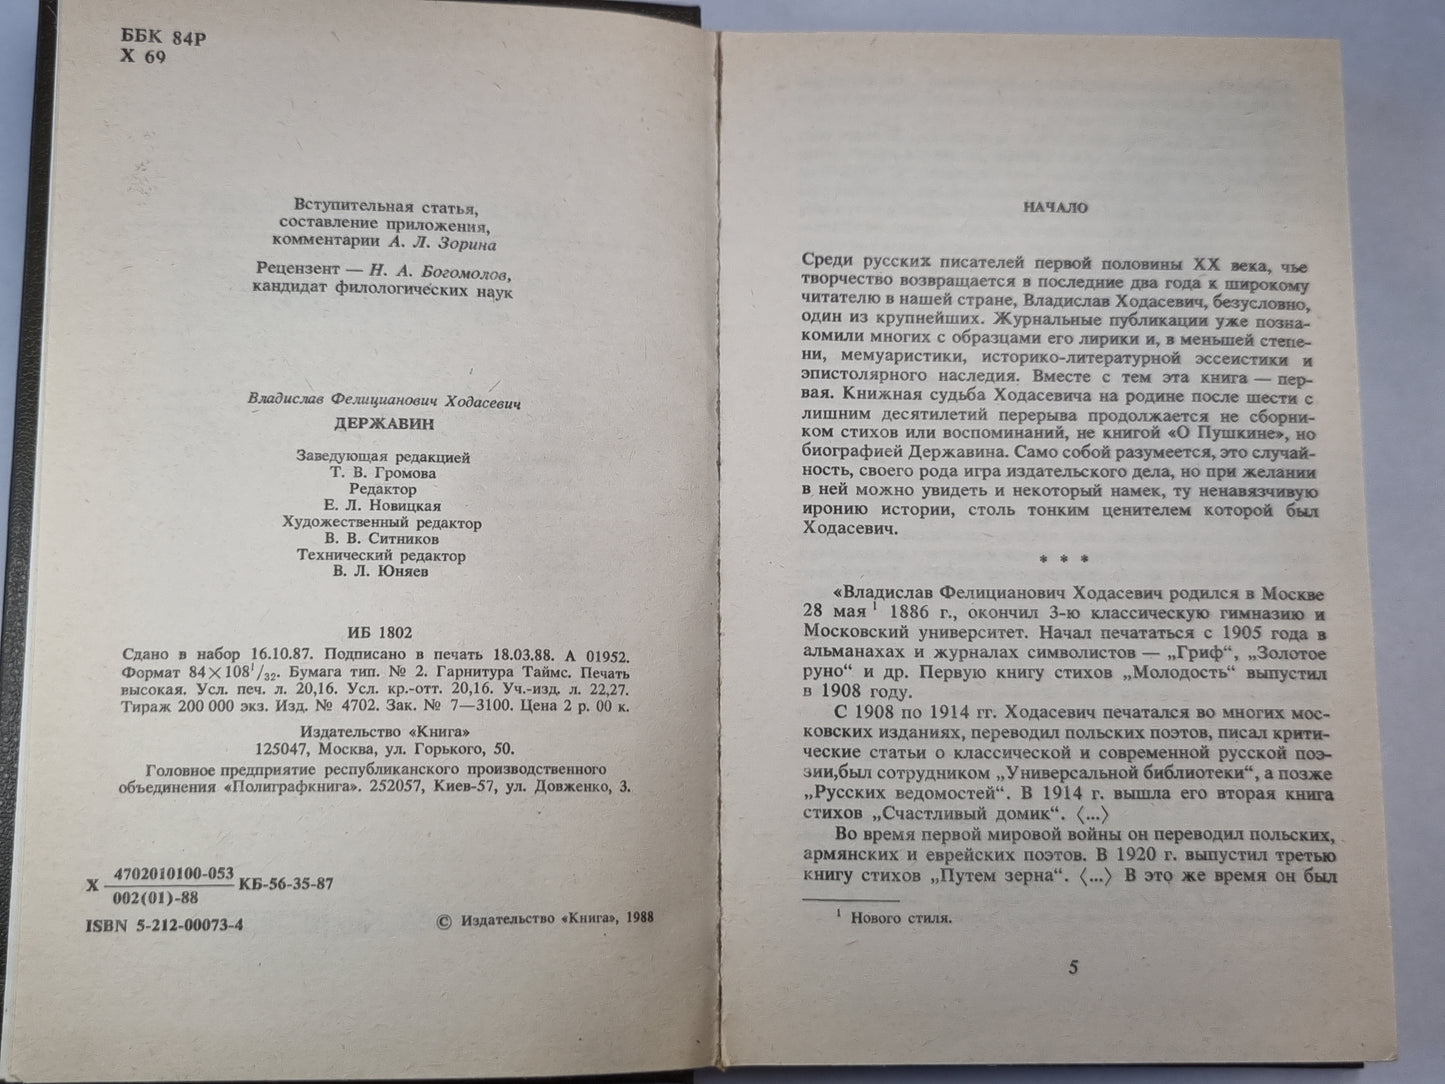 ББК 84Р
Х 69
Вступительная статья,
составление приложения,
комментарии А. Л. Зорина
Рецензент — Н. А. Богомолов,
кандидат филологических наук
Владислав Фелицианович Ходасевич
ДЕРЖАВИН
Заведующая редакцией
Т. В. Громова
Редактор
Е. Л. Новицкая
Художественный редактор
В. В. Ситников
Технический редактор
В. Л. Юняев
ИБ 1802
Сдано в набор 16.10.87. Подписано в печать 18.03.88. А 01952.
Формат 84×108¹/₃₂. Бумага тип. № 2. Гарнитура Таймс. Печать
высокая. Усл. печ. л. 20,16. Усл. кр.-отт. 20,16. Уч.-изд. л. 22,27.
Тираж 200 000 экз. Изд. № 4702. Зак. № 7—3100. Цена 2 р. 00 к.
Издательство «Книга»
125047, Москва, ул. Горького, 50.
Головное предприятие республиканского производственного
объединения «Полиграфкнига». 252057, Киев-57, ул. Довженко, 3.
Х 4702010100-053 КБ-56-35-87
002(01)-88
ISBN 5-212-00073-4
© Издательство «Книга», 1988
НАЧАЛО
Среди русских писателей первой половины XX века, чье
творчество возвращается в последние два года к широкому
читателю в нашей стране, Владислав Ходасевич, безусловно,
один из крупнейших. Журнальные публикации уже позна-
комили многих с образцами его лирики и, в меньшей степе-
ни, мемуаристики, историко-литературной эссеистики и
эпистолярного наследия. Вместе с тем эта книга — пер-
вая. Книжная судьба Ходасевича на родине после шести с
лишним десятилетий перерыва продолжается не сборни-
ком стихов или воспоминаний, не книгой «О Пушкине», но
биографией Державина. Само собой разумеется, это случай-
ность, своего рода игра издательского дела, но при желании
в ней можно увидеть и некоторый намек, ту ненавязчивую
иронию истории, столь тонким ценителем которой был
Ходасевич.
* * *
«Владислав Фелицианович Ходасевич родился в Москве
28 мая¹ 1886 г., окончил 3-ю классическую гимназию и
Московский университет. Начал печататься с 1905 года в
альманахах и журналах символистов — „Гриф“, „Золотое
руно“ и др. Первую книгу стихов „Молодость“ выпустил
в 1908 году.
С 1908 по 1914 гг. Ходасевич печатался во многих мос-
ковских изданиях, переводил польских поэтов, писал крити-
ческие статьи о классической и современной русской поэ-
зии,был сотрудником „Универсальной библиотеки“, а позже
„Русских ведомостей“. В 1914 г. вышла его вторая книга
стихов „Счастливый домик“. ⟨...⟩
Во время первой мировой войны он переводил польских,
армянских и еврейских поэтов. В 1920 г. выпустил третью
книгу стихов „Путем зерна“. ⟨...⟩ В это же время он был
¹ Нового стиля.
5